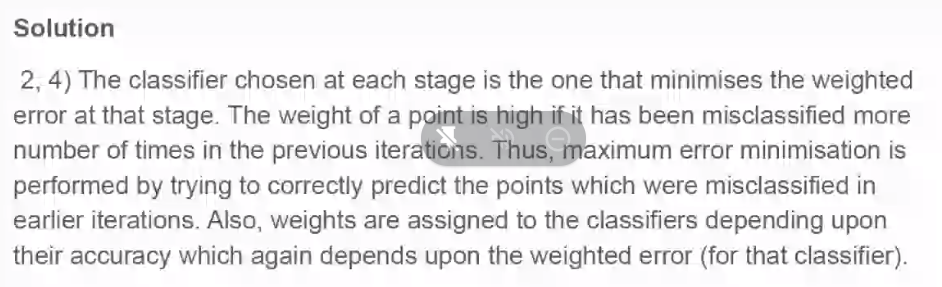 Solution
2, 4) The classifier chosen at each stage is the one that minimises the weighted
error at that stage. The weight of a point is high if it has been misclassified more
number of times in the previous iterations. Thus, maximum error minimisation is
performed by trying to correctly predict the points which were misclassified in
earlier iterations. Also, weights are assigned to the classifiers depending upon
their accuracy which again depends upon the weighted error (for that classifier).